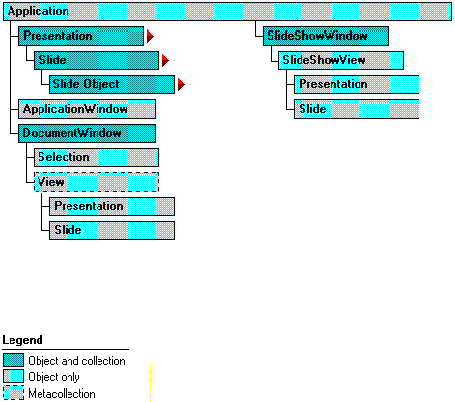 Application
Presentation
Slide
Slide Object
ApplicationWindow
DocumentWindow
Selection
View
Presentation
Slide
SlideShowWindow
SlideShowView
Presentation
Slide
Legend
Object and collection
Object only
Metacollection